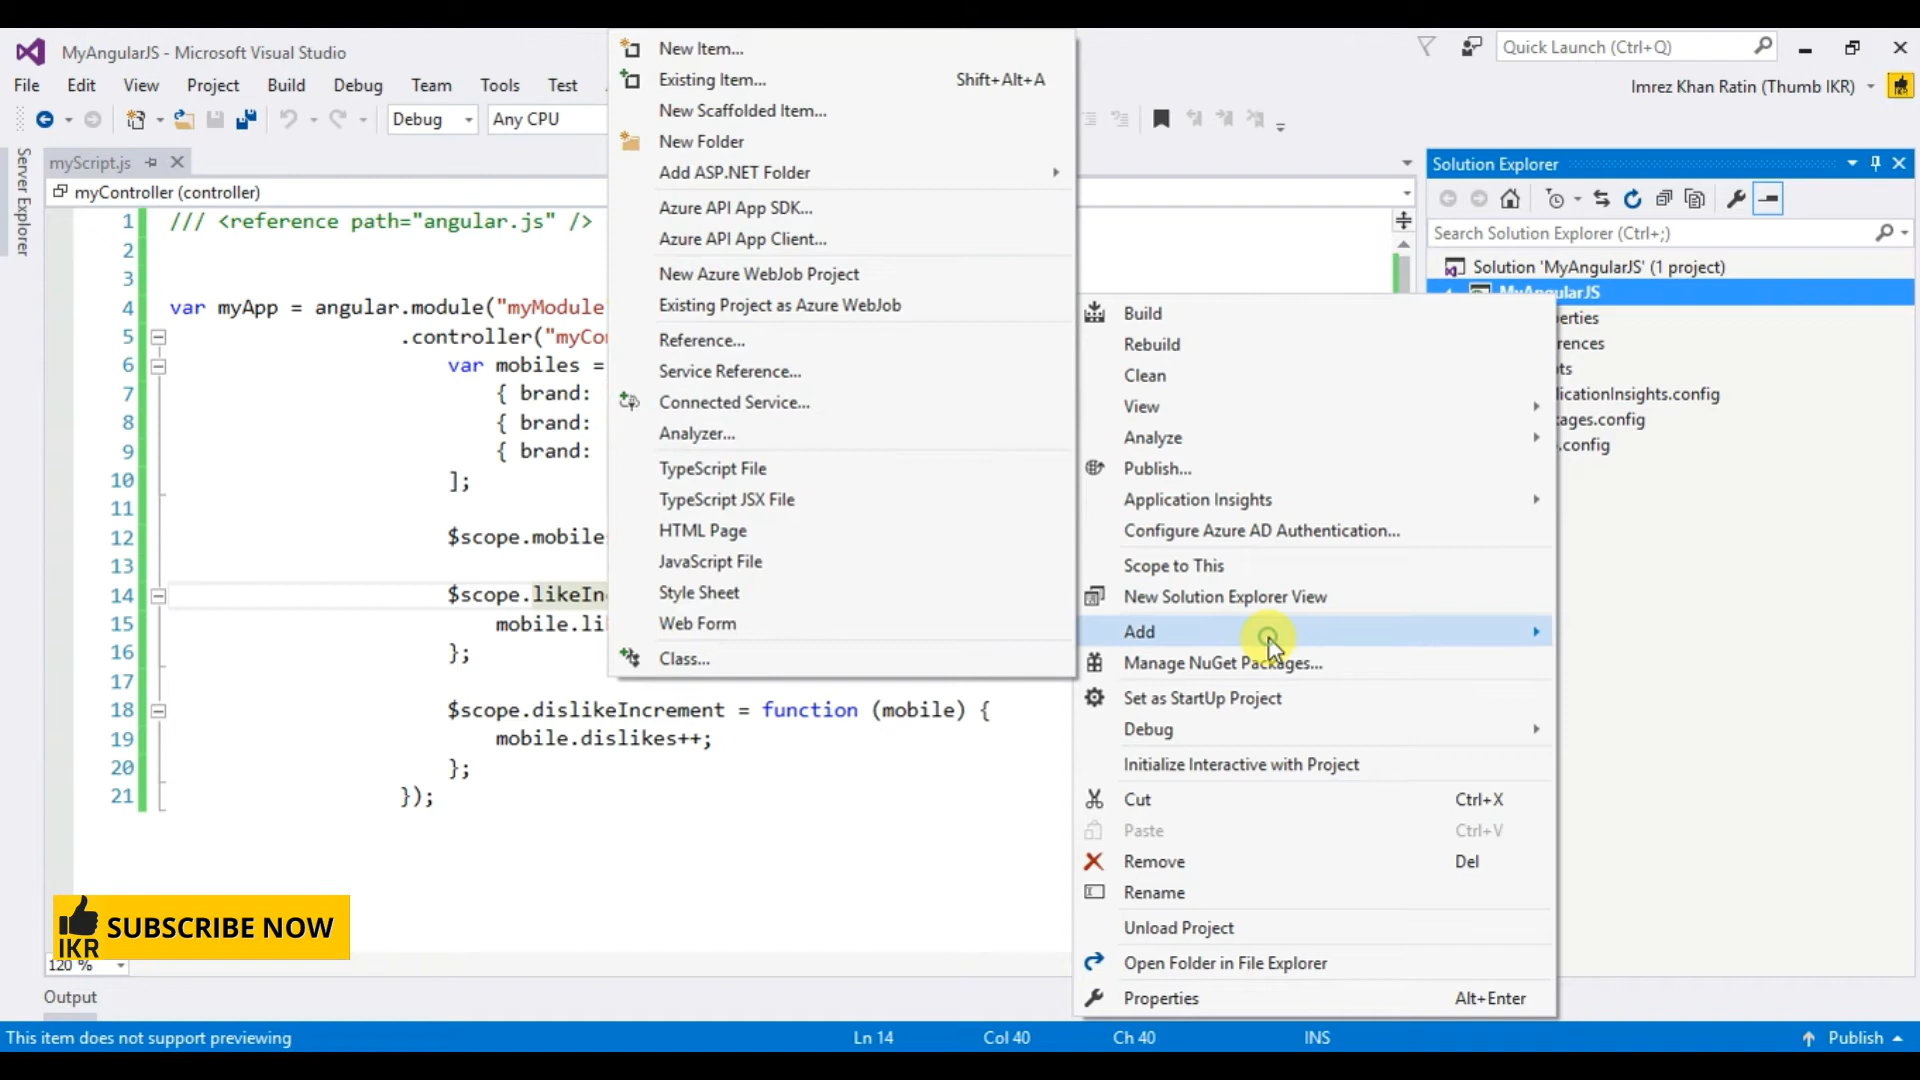 MyAngularJS - Microsoft Visual Studio
Quick Launch (Ctrl+Q)
File Edit View Project Build Debug Team Tools Test
Imrez Khan Ratin (Thumb IKR)
Debug Any CPU
Server Explorer
myScript.js
myController (controller)
1 /// <reference path="angular.js" />
2
3
4 var myApp = angular.module("myModule
5 .controller("myCo
6 var mobiles =
7 { brand:
8 { brand:
9 { brand:
10 ];
11
12 $scope.mobile
13
14 $scope.likeIn
15 mobile.li
16 };
17
18 $scope.dislikeIncrement = function (mobile) {
19 mobile.dislikes++;
20 };
21 });
New Item...
Existing Item... Shift+Alt+A
New Scaffolded Item...
New Folder
Add ASP.NET Folder
Azure API App SDK...
Azure API App Client...
New Azure WebJob Project
Existing Project as Azure WebJob
Reference...
Service Reference...
Connected Service...
Analyzer...
TypeScript File
TypeScript JSX File
HTML Page
JavaScript File
Style Sheet
Web Form
Class...
Build
Rebuild
Clean
View
Analyze
Publish...
Application Insights
Configure Azure AD Authentication...
Scope to This
New Solution Explorer View
Add
Manage NuGet Packages...
Set as StartUp Project
Debug
Initialize Interactive with Project
Cut Ctrl+X
Paste Ctrl+V
Remove Del
Rename
Unload Project
Open Folder in File Explorer
Properties Alt+Enter
Solution Explorer
Search Solution Explorer (Ctrl+;)
Solution 'MyAngularJS' (1 project)
MyAngularJS
erties
erences
ts
licationInsights.config
ages.config
.config
IKR
SUBSCRIBE NOW
120 %
Output
This item does not support previewing Ln 14 Col 40 Ch 40 INS Publish